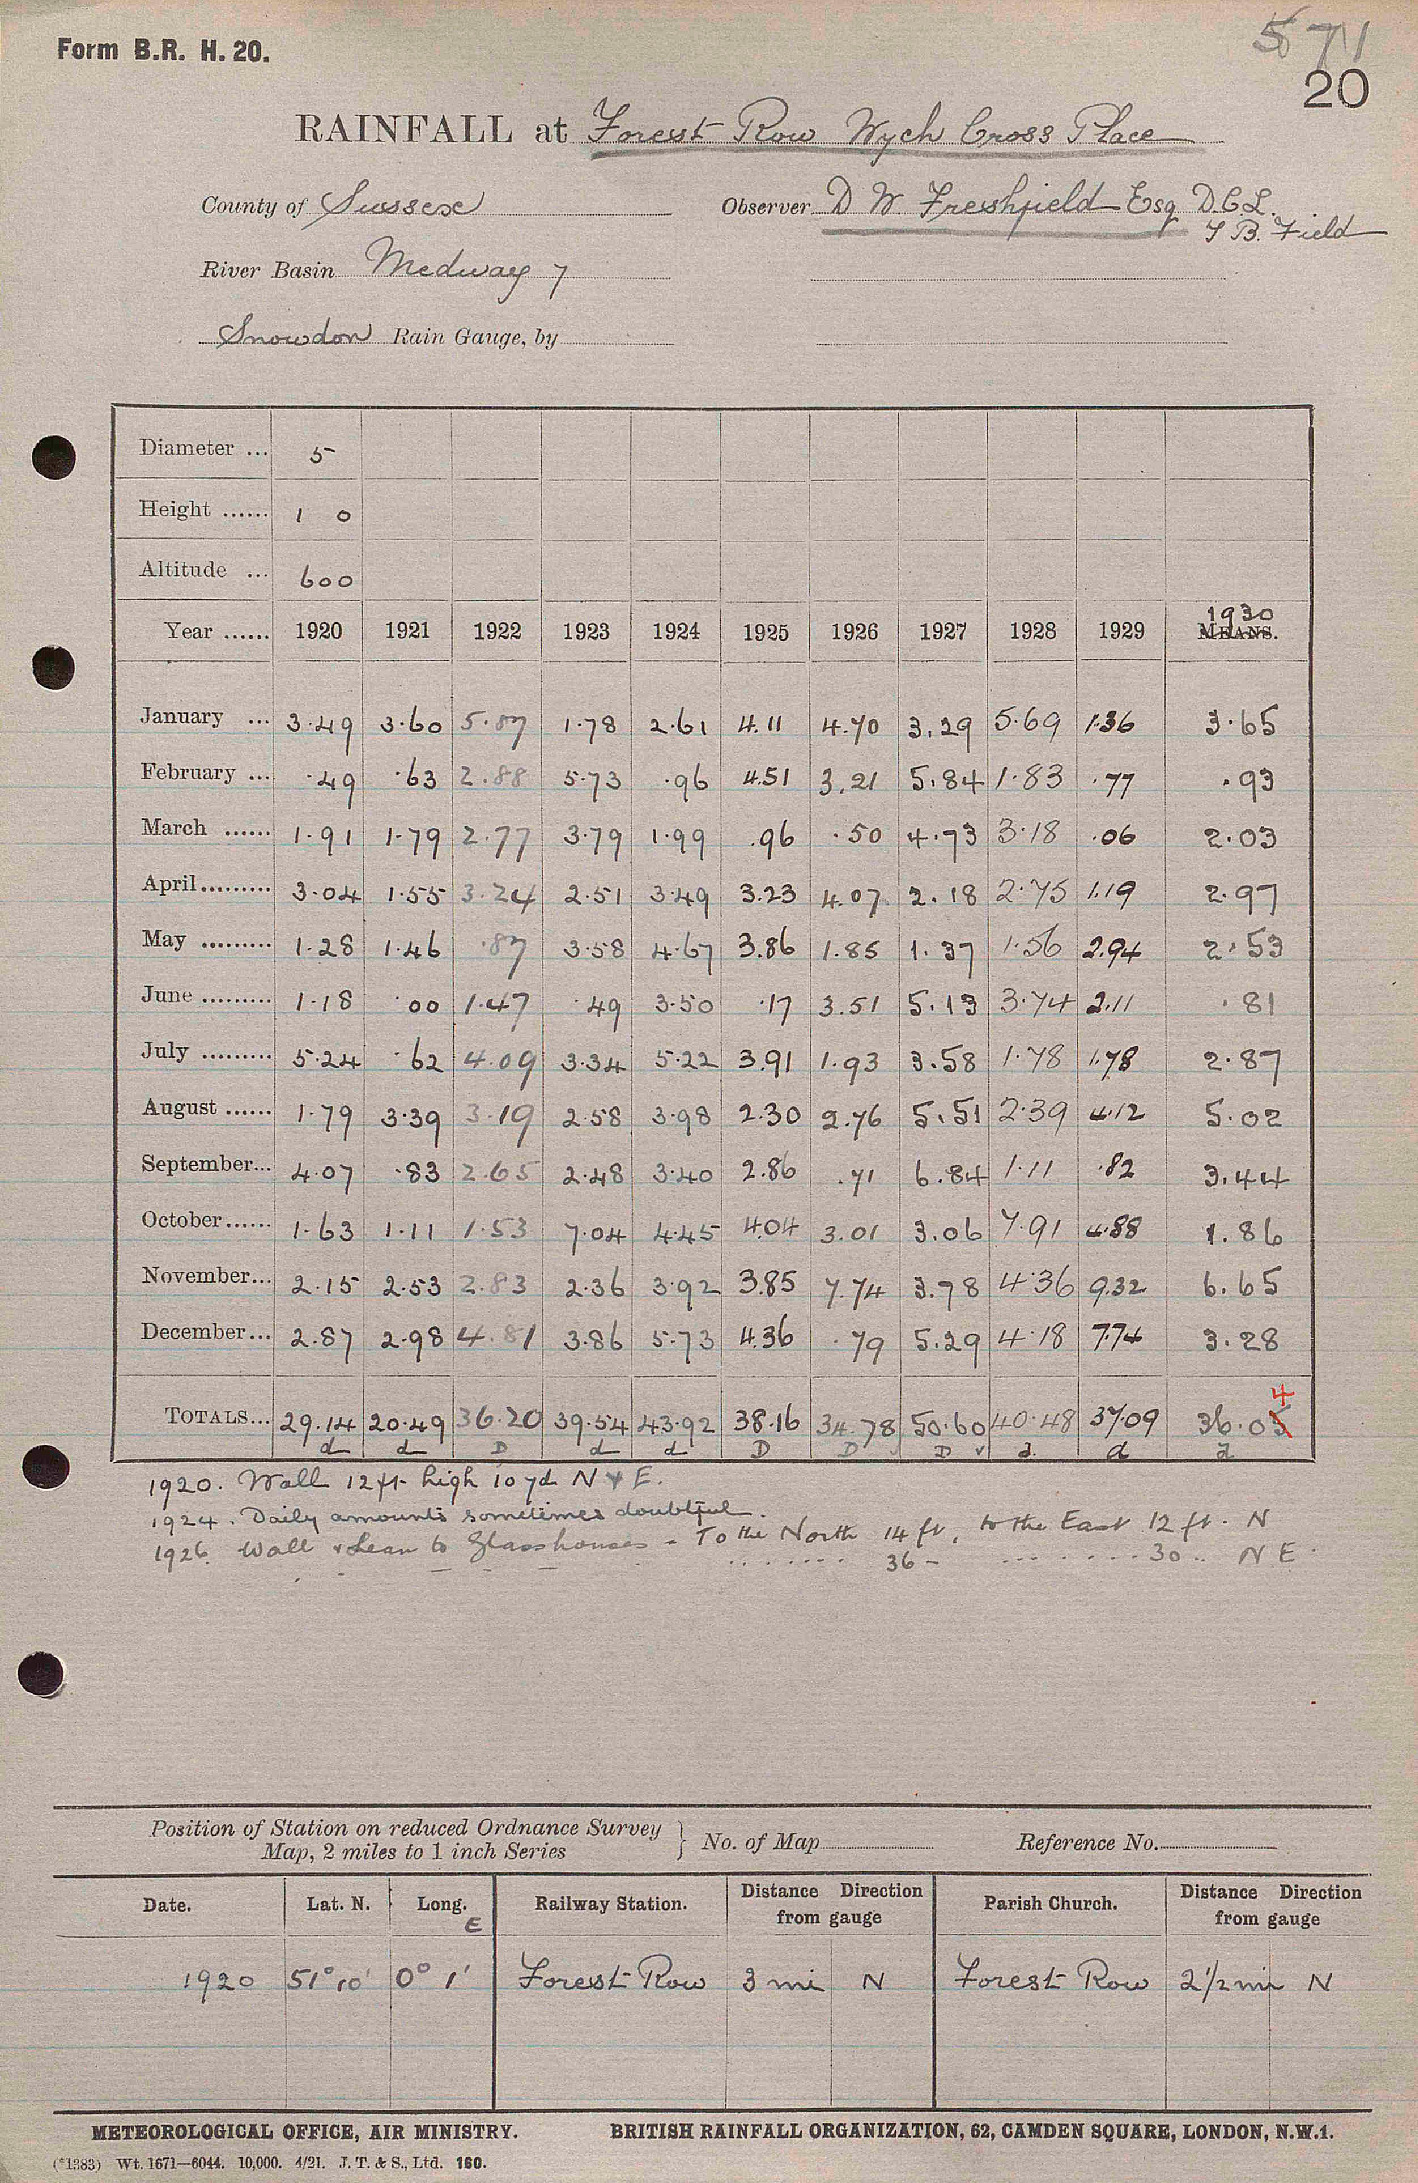 Form B.R. H. 20.
571
20
RAINFALL at Forest Row Wych Cross Place
County of Sussex Observer D W Freshfield Esq D.C.L.
T B. Field
River Basin Medway 7
Snowdon Rain Gauge, by
Diameter ... 5
Height ...... 1 0
Altitude ... 600
1930
Year ...... 1920 1921 1922 1923 1924 1925 1926 1927 1928 1929 MEANS.
January ... 3.49 3.60 5.87 1.78 2.61 4.11 4.70 3.29 5.69 1.36 3.65
February ... .49 .63 2.88 5.73 .96 4.51 3.21 5.84 1.83 .77 .93
March ...... 1.91 1.79 2.77 3.79 1.99 .96 .50 4.73 3.18 .06 2.03
April ......... 3.04 1.55 3.24 2.51 3.49 3.23 4.07 2.18 2.75 1.19 2.97
May ......... 1.28 1.46 .87 3.58 4.67 3.86 1.85 1.37 1.56 2.94 2.53
June ......... 1.18 .00 1.47 .49 3.50 .17 3.51 5.13 3.74 2.11 .81
July ......... 5.24 .62 4.09 3.34 5.22 3.91 1.93 3.58 1.78 1.78 2.87
August ...... 1.79 3.39 3.19 2.58 3.98 2.30 2.76 5.51 2.39 4.12 5.02
September... 4.07 .83 2.65 2.48 3.40 2.86 .71 6.84 1.11 .82 3.44
October...... 1.63 1.11 1.53 7.04 4.45 4.04 3.01 3.06 7.91 4.88 1.86
November... 2.15 2.53 2.83 2.36 3.92 3.85 7.74 3.78 4.36 9.32 6.65
December... 2.87 2.98 4.81 3.86 5.73 4.36 .79 5.29 4.18 7.74 3.28
4
TOTALS... 29.14 20.49 36.20 39.54 43.92 38.16 34.78 50.60 40.48 37.09 36.05
d d D d d D D D d d d
1920. Wall 12ft. high 10 yd N & E.
1924. Daily amounts sometimes doubtful.
1926. Wall & Lean to Glasshouses - To the North 14 ft, to the East 12 ft. N
36 - 30 .. N E.
Position of Station on reduced Ordnance Survey
Map, 2 miles to 1 inch Series } No. of Map Reference No.
Date. Lat. N. Long. E Railway Station. Distance Direction from gauge Parish Church. Distance Direction from gauge
1920 51° 10' 0° 1' Forest Row 3 mi N Forest Row 2 1/2 mi N
METEOROLOGICAL OFFICE, AIR MINISTRY. BRITISH RAINFALL ORGANIZATION, 62, CAMDEN SQUARE, LONDON, N.W.1.
(*1383) Wt. 1671—6044. 10,000. 4/21. J. T. & S., Ltd. 160.